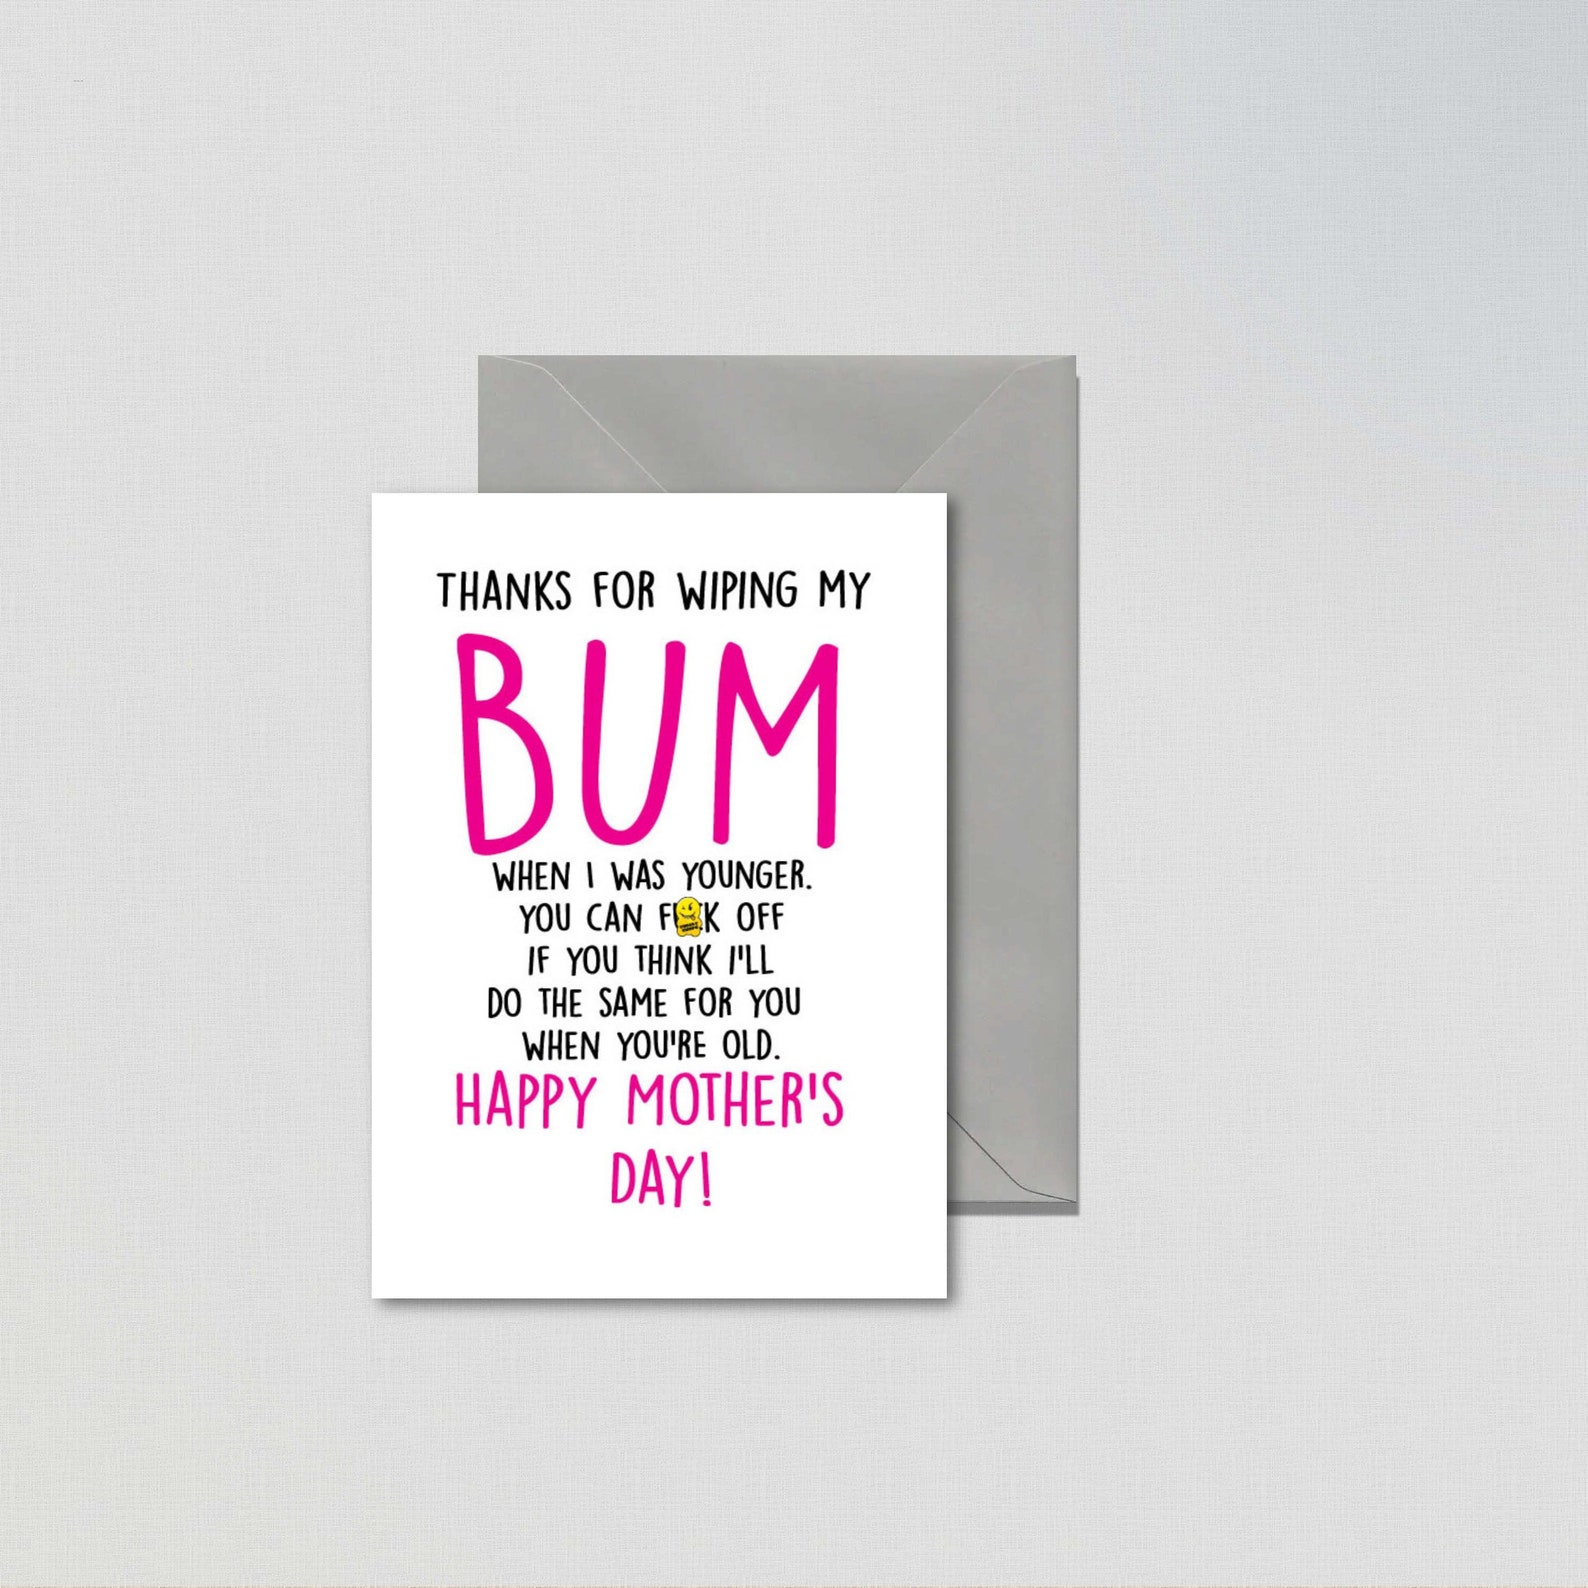 THANKS FOR WIPING MY
BUM
WHEN I WAS YOUNGER.
YOU CAN F K OFF
IF YOU THINK I'LL
DO THE SAME FOR YOU
WHEN YOU'RE OLD.
HAPPY MOTHER'S
DAY!